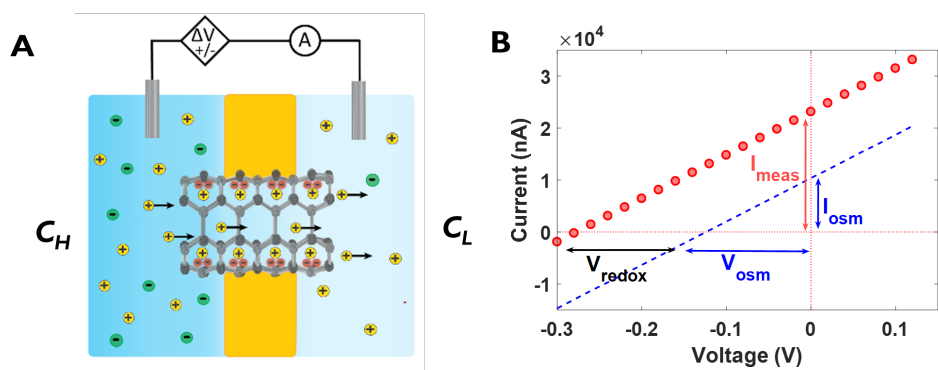 A
ΔV
+/-
A
C_H
C_L
B
×10^4
3
2
1
0
-1
Current (nA)
I_meas
I_osm
V_redox
V_osm
-0.3
-0.2
-0.1
0
0.1
Voltage (V)